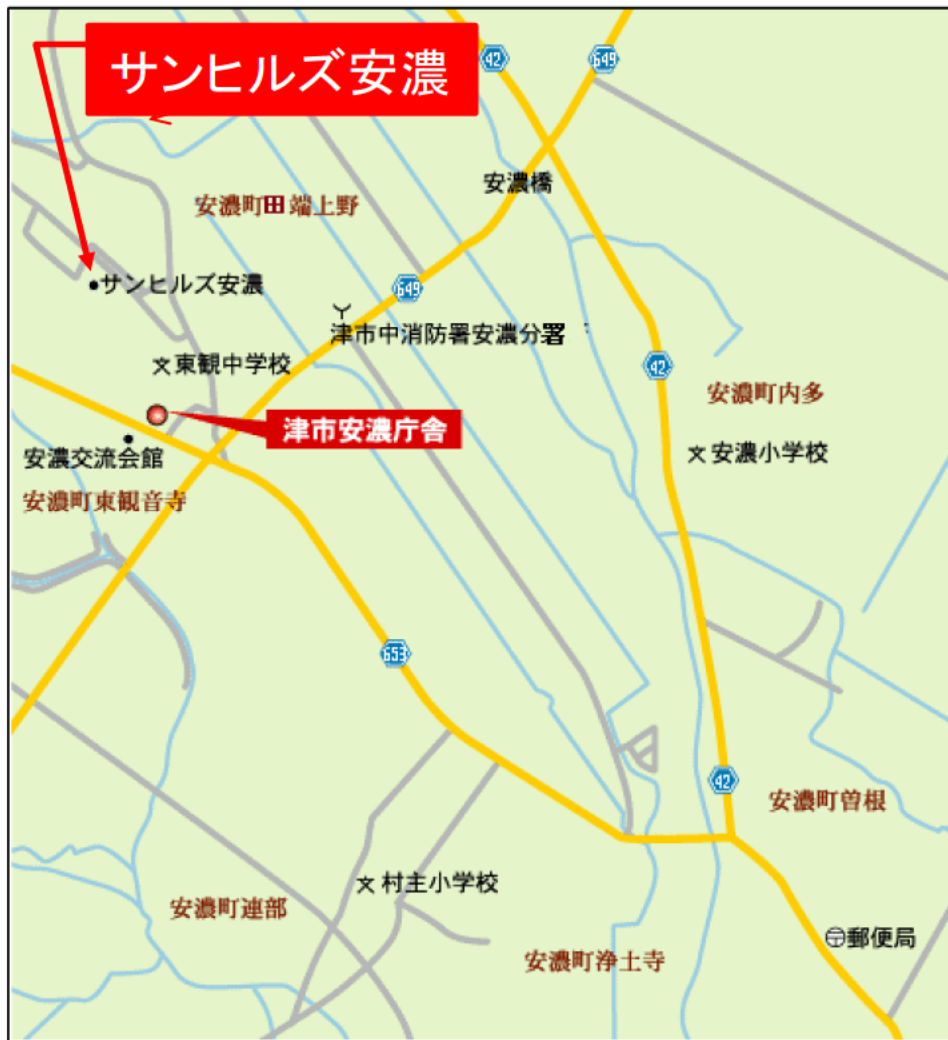 サンヒルズ安濃
42
649
安濃橋
安濃町田端上野
サンヒルズ安濃
649
津市中消防署安濃分署
東観中学校
42
安濃町内多
津市安濃庁舎
安濃交流会館
安濃小学校
安濃町東観音寺
653
42
安濃町曽根
村主小学校
安濃町連部
郵便局
安濃町浄土寺